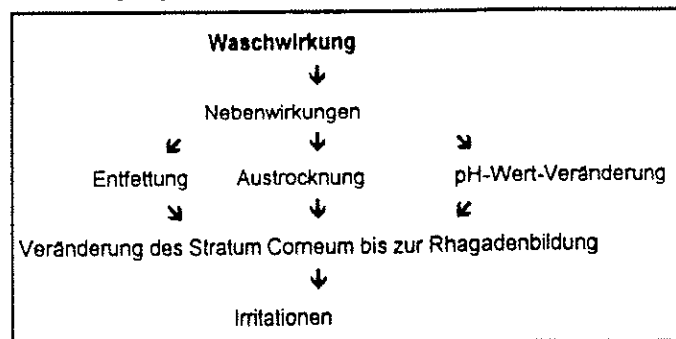 Waschwirkung
Nebenwirkungen
Entfettung Austrocknung pH-Wert-Veränderung
Veränderung des Stratum Corneum bis zur Rhagadenbildung
Irritationen